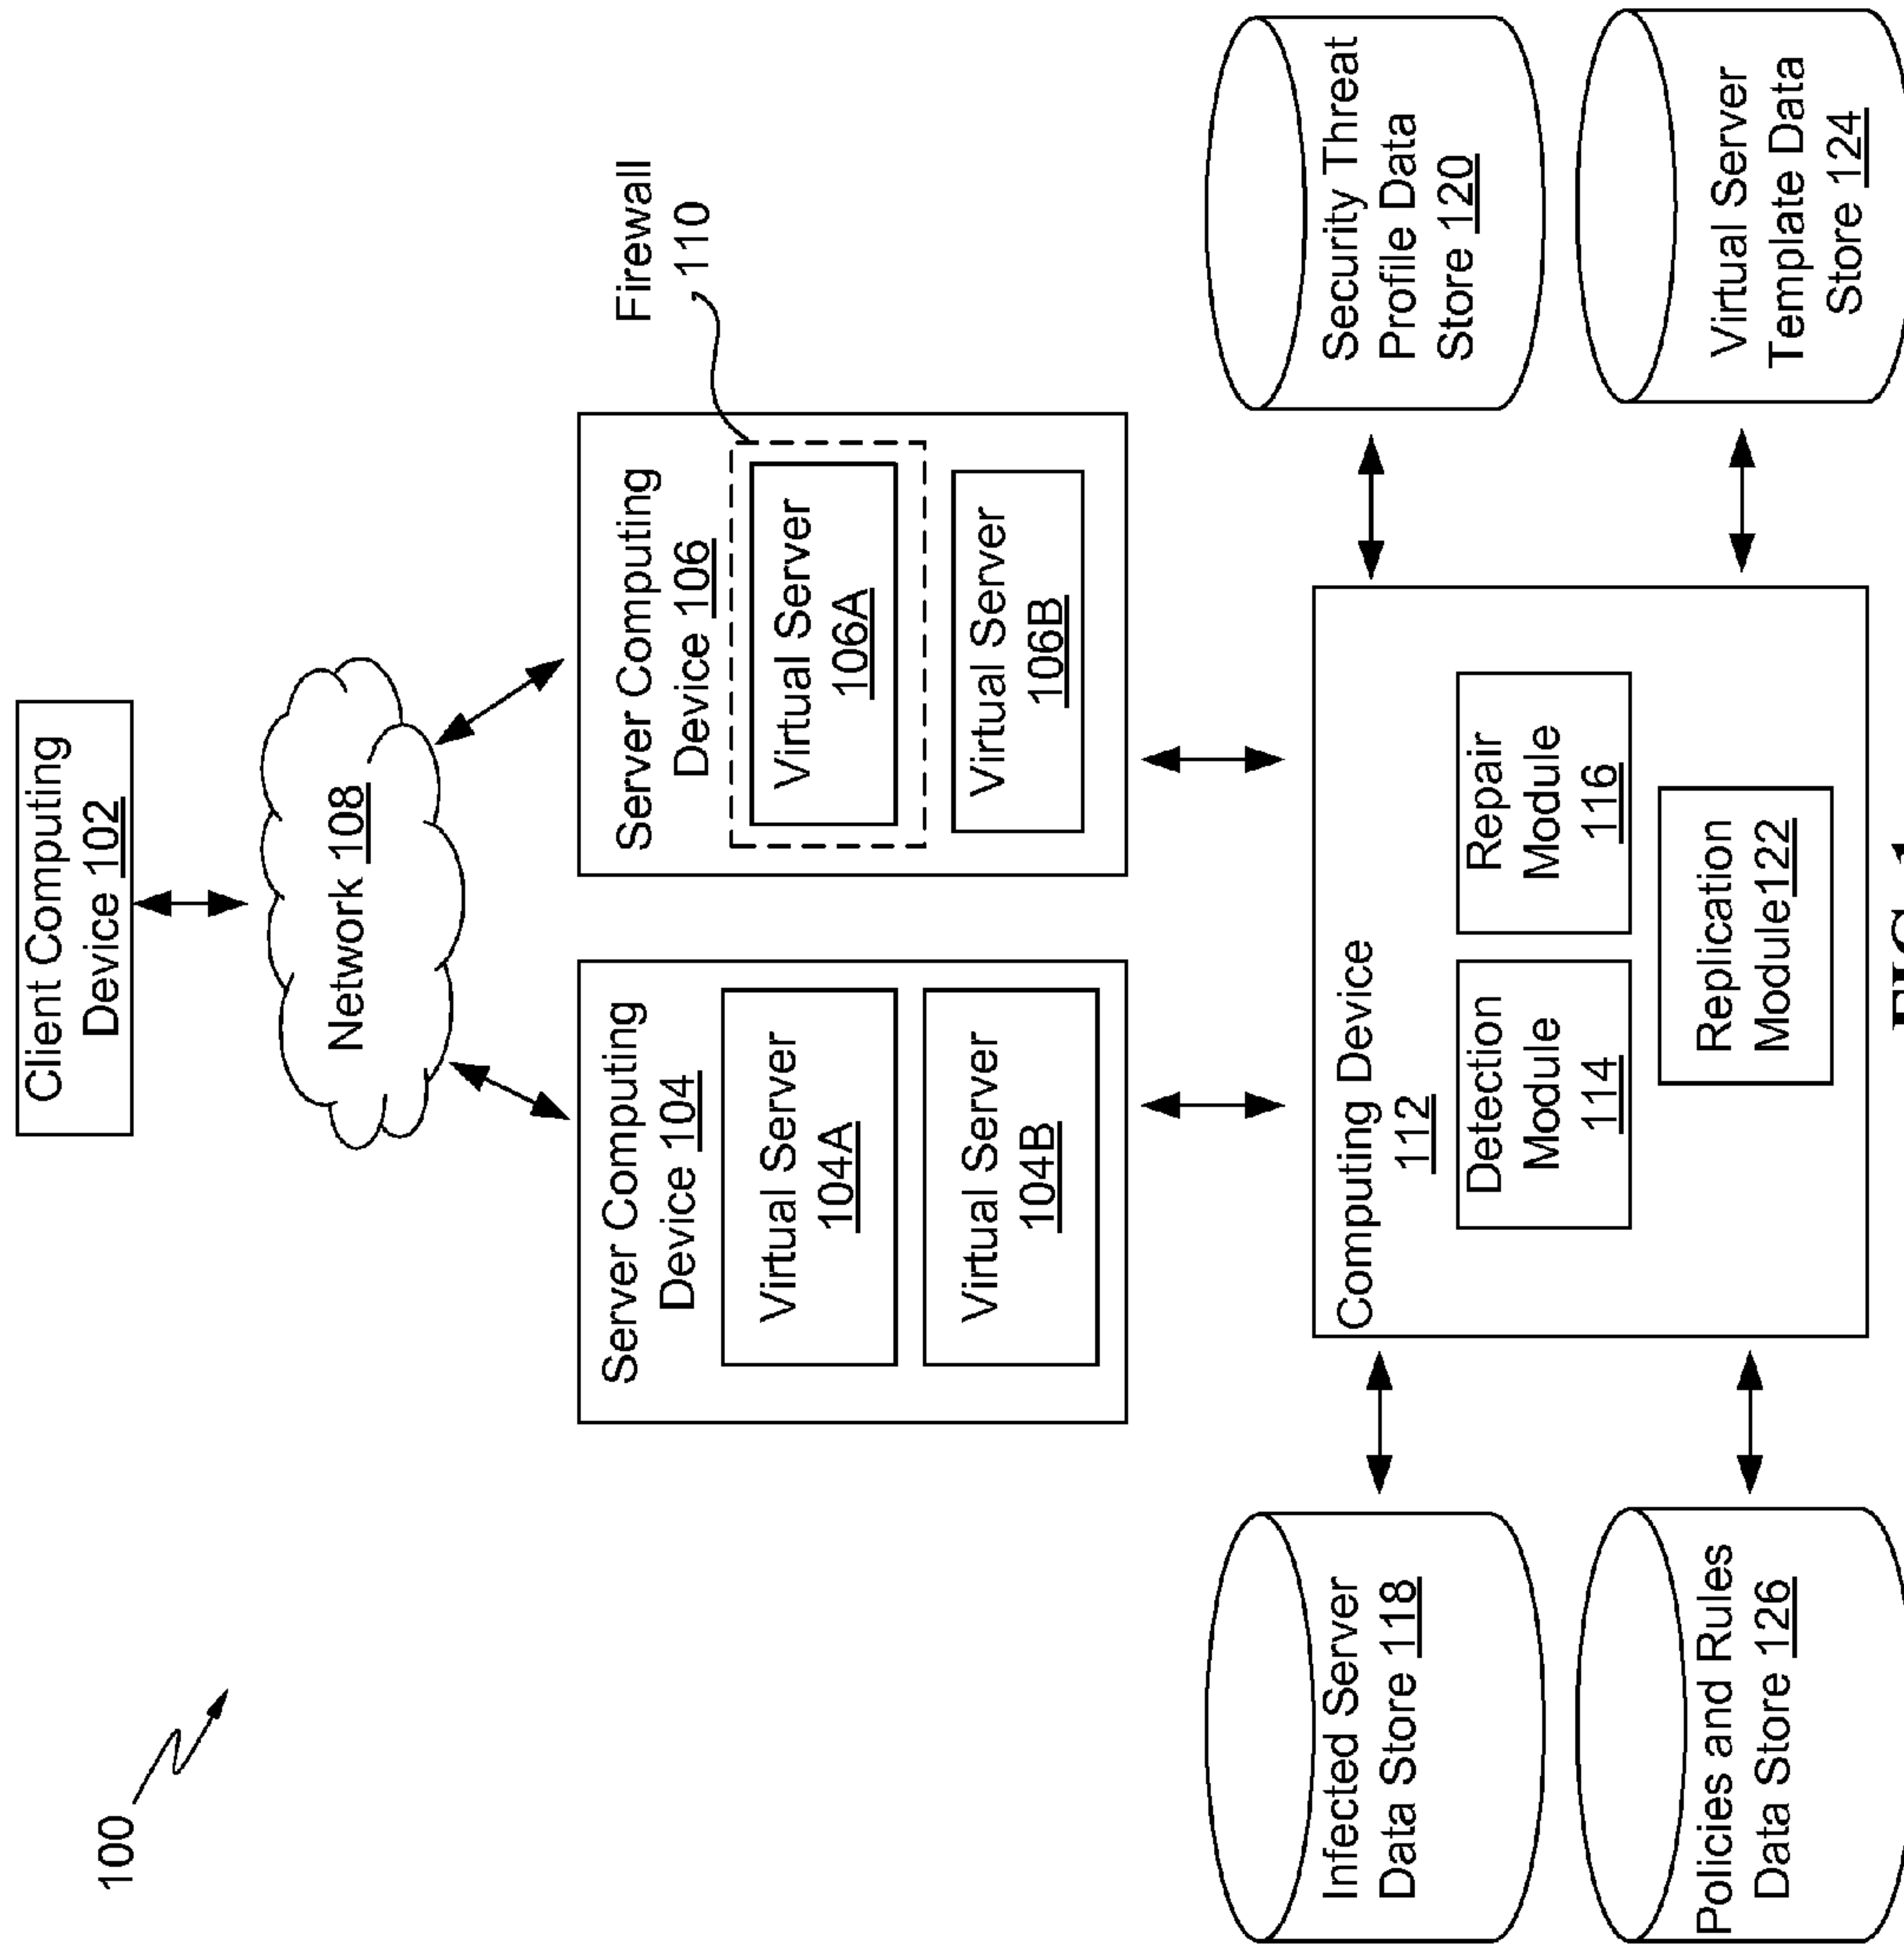 100
Client Computing
Device 102
Network 108
Server Computing
Device 104
Virtual Server
104A
Virtual Server
104B
Server Computing
Device 106
Virtual Server
106A
Virtual Server
106B
Firewall
110
Computing Device
112
Detection
Module
114
Repair
Module
116
Replication
Module122
Infected Server
Data Store 118
Policies and Rules
Data Store 126
Security Threat
Profile Data
Store 120
Virtual Server
Template Data
Store 124
FIG. 1